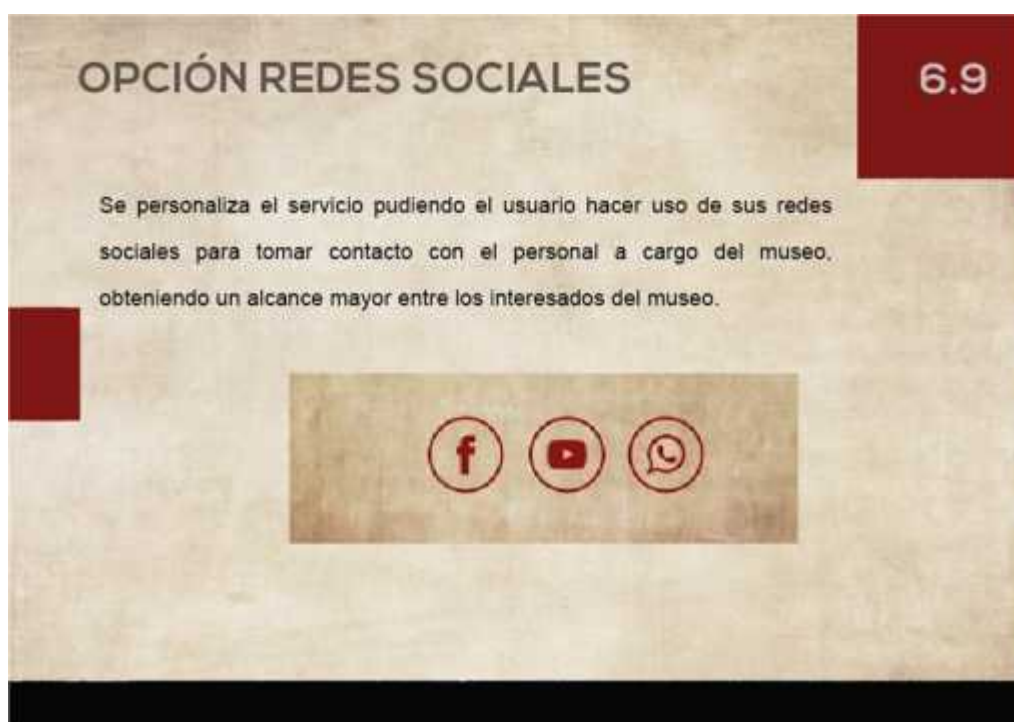 OPCIÓN REDES SOCIALES
6.9
Se personaliza el servicio pudiendo el usuario hacer uso de sus redes
sociales para tomar contacto con el personal a cargo del museo,
obteniendo un alcance mayor entre los interesados del museo.